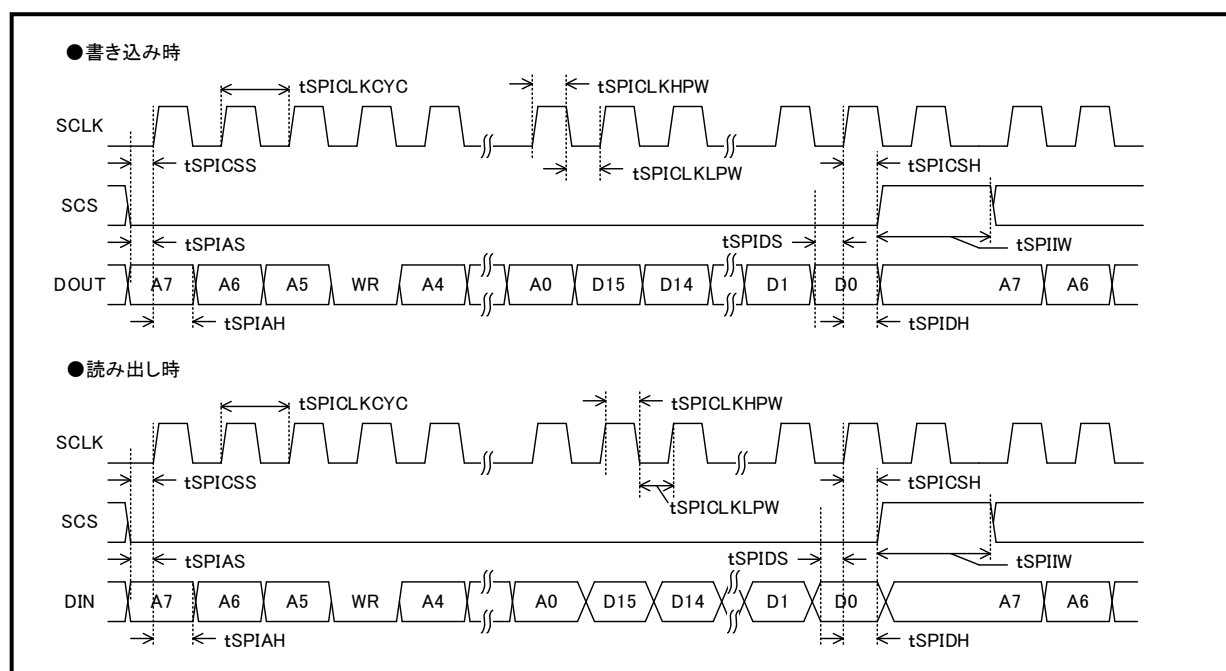 ●書き込み時
tSPICLKCYC
tSPICLKHPW
SCLK
tSPICSS
tSPICLKLPW
tSPICSH
SCS
tSPIAS
tSPIDS
tSPIIW
DOUT
A7 A6 A5 WR A4 A0 D15 D14 D1 D0 A7 A6
tSPIAH
tSPIDH
●読み出し時
tSPICLKCYC
tSPICLKHPW
SCLK
tSPICSS
tSPICLKLPW
tSPICSH
SCS
tSPIAS
tSPIDS
tSPIIW
DIN
A7 A6 A5 WR A4 A0 D15 D14 D1 D0 A7 A6
tSPIAH
tSPIDH